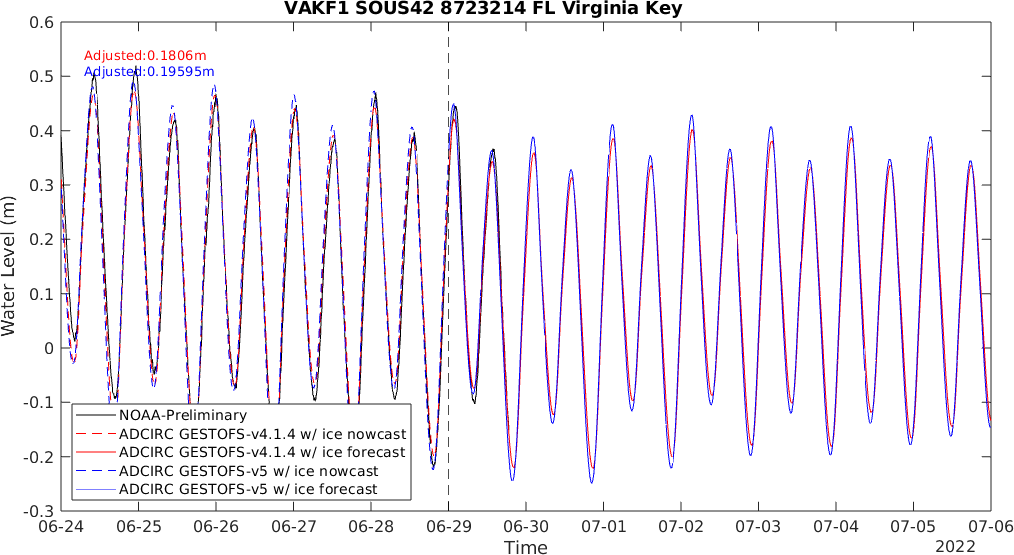 VAKF1 SOUS42 8723214 FL Virginia Key
0.6
0.5
0.4
0.3
0.2
0.1
0
-0.1
-0.2
-0.3
Water Level (m)
Adjusted:0.1806m
Adjusted:0.19595m
NOAA-Preliminary
ADCIRC GESTOFS-v4.1.4 w/ ice nowcast
ADCIRC GESTOFS-v4.1.4 w/ ice forecast
ADCIRC GESTOFS-v5 w/ ice nowcast
ADCIRC GESTOFS-v5 w/ ice forecast
06-24 06-25 06-26 06-27 06-28 06-29 06-30 07-01 07-02 07-03 07-04 07-05 07-06
Time
2022